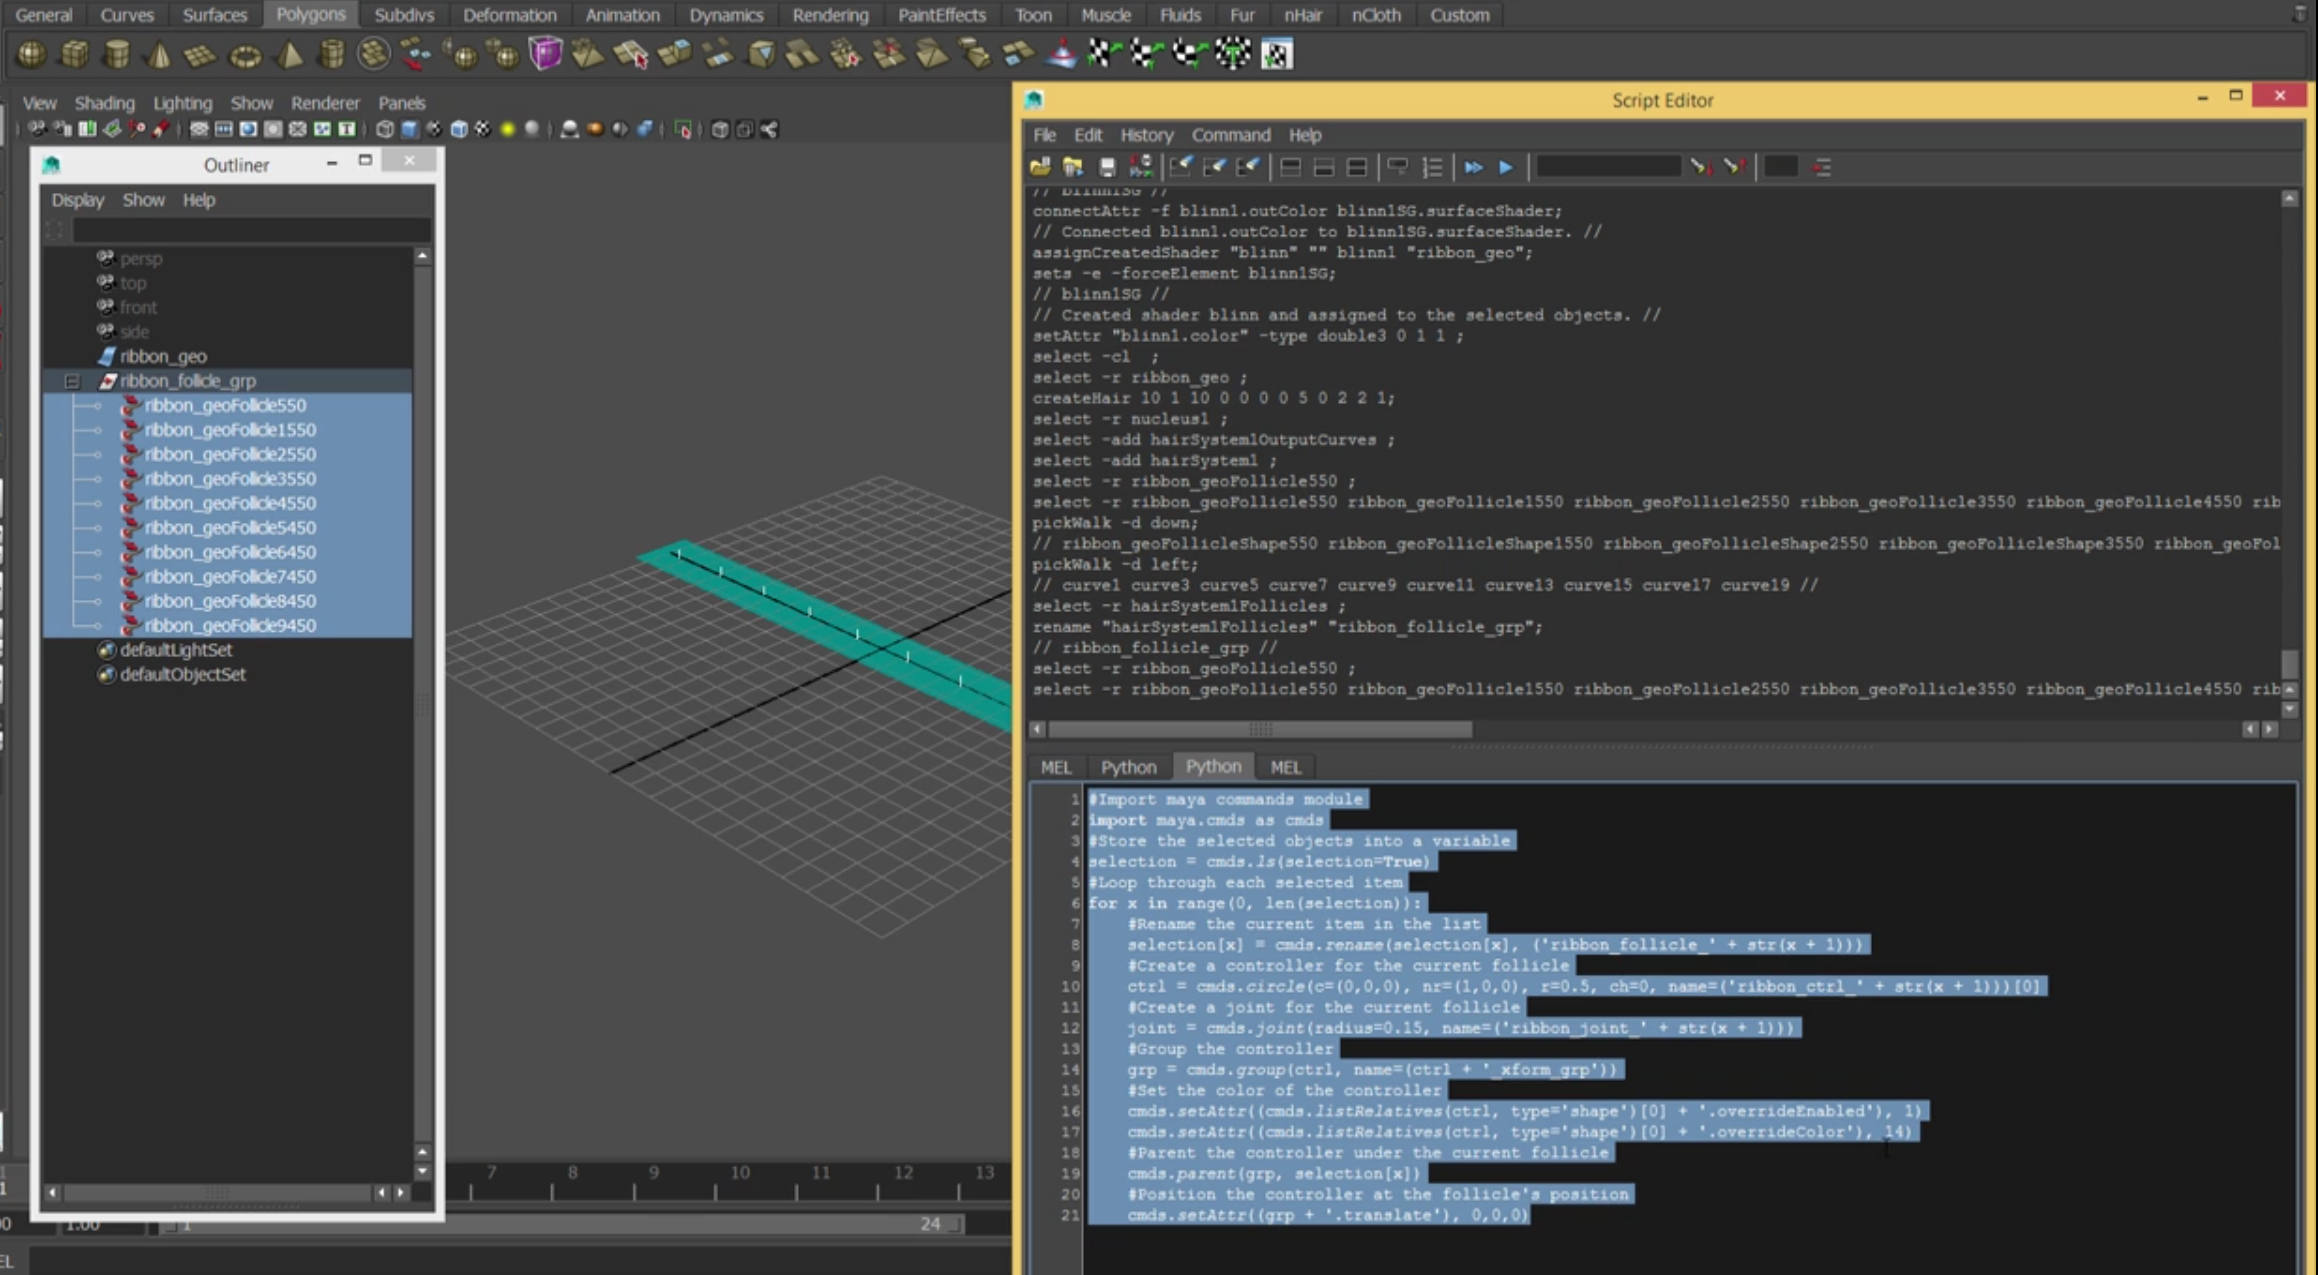 General Curves Surfaces Polygons Subdivs Deformation Animation Dynamics Rendering PaintEffects Toon Muscle Fluids Fur nHair nCloth Custom
View Shading Lighting Show Renderer Panels
Outliner
Display Show Help
persp
top
front
side
ribbon_geo
ribbon_follicle_grp
ribbon_geoFollicle550
ribbon_geoFollicle1550
ribbon_geoFollicle2550
ribbon_geoFollicle3550
ribbon_geoFollicle4550
ribbon_geoFollicle5450
ribbon_geoFollicle6450
ribbon_geoFollicle7450
ribbon_geoFollicle8450
ribbon_geoFollicle9450
defaultLightSet
defaultObjectSet
7 8 9 10 11 12 13
1.00 1 24
Script Editor
File Edit History Command Help
// blinn1SG //
connectAttr -f blinn1.outColor blinn1SG.surfaceShader;
// Connected blinn1.outColor to blinn1SG.surfaceShader. //
assignCreatedShader "blinn" "" blinn1 "ribbon_geo";
sets -e -forceElement blinn1SG;
// blinn1SG //
// Created shader blinn and assigned to the selected objects. //
setAttr "blinn1.color" -type double3 0 1 1 ;
select -cl  ;
select -r ribbon_geo ;
createHair 10 1 10 0 0 0 0 5 0 2 2 1;
select -r nucleus1 ;
select -add hairSystem1OutputCurves ;
select -add hairSystem1 ;
select -r ribbon_geoFollicle550 ;
select -r ribbon_geoFollicle550 ribbon_geoFollicle1550 ribbon_geoFollicle2550 ribbon_geoFollicle3550 ribbon_geoFollicle4550 rib
pickWalk -d down;
// ribbon_geoFollicleShape550 ribbon_geoFollicleShape1550 ribbon_geoFollicleShape2550 ribbon_geoFollicleShape3550 ribbon_geoFol
pickWalk -d left;
// curve1 curve3 curve5 curve7 curve9 curve11 curve13 curve15 curve17 curve19 //
select -r hairSystem1Follicles ;
rename "hairSystem1Follicles" "ribbon_follicle_grp";
// ribbon_follicle_grp //
select -r ribbon_geoFollicle550 ;
select -r ribbon_geoFollicle550 ribbon_geoFollicle1550 ribbon_geoFollicle2550 ribbon_geoFollicle3550 ribbon_geoFollicle4550 rib
MEL Python Python MEL
1 #Import maya commands module
2 import maya.cmds as cmds
3 #Store the selected objects into a variable
4 selection = cmds.ls(selection=True)
5 #Loop through each selected item
6 for x in range(0, len(selection)):
7 #Rename the current item in the list
8 selection[x] = cmds.rename(selection[x], ('ribbon_follicle_' + str(x + 1)))
9 #Create a controller for the current follicle
10 ctrl = cmds.circle(c=(0,0,0), nr=(1,0,0), r=0.5, ch=0, name=('ribbon_ctrl_' + str(x + 1)))[0]
11 #Create a joint for the current follicle
12 joint = cmds.joint(radius=0.15, name=('ribbon_joint_' + str(x + 1)))
13 #Group the controller
14 grp = cmds.group(ctrl, name=(ctrl + '_xform_grp'))
15 #Set the color of the controller
16 cmds.setAttr((cmds.listRelatives(ctrl, type='shape')[0] + '.overrideEnabled'), 1)
17 cmds.setAttr((cmds.listRelatives(ctrl, type='shape')[0] + '.overrideColor'), 14)
18 #Parent the controller under the current follicle
19 cmds.parent(grp, selection[x])
20 #Position the controller at the follicle's position
21 cmds.setAttr((grp + '.translate'), 0,0,0)